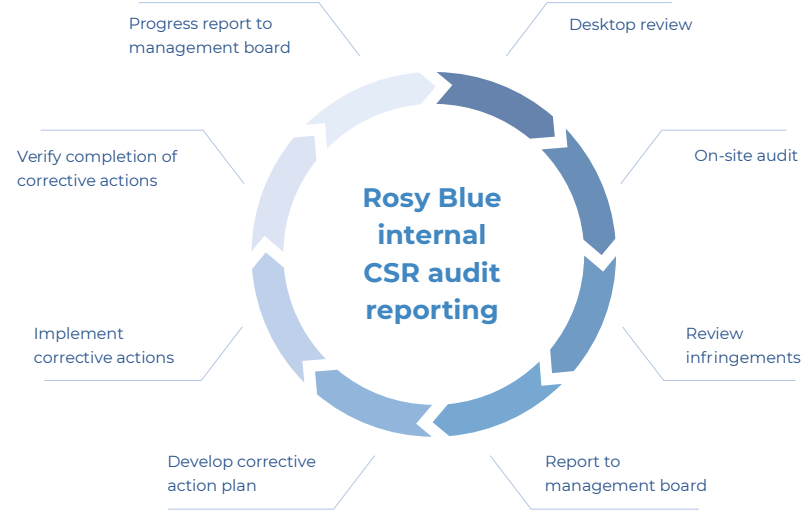 Progress report to
management board
Desktop review
Verify completion of
corrective actions
On-site audit
Rosy Blue
internal
CSR audit
reporting
Implement
corrective actions
Review
infringements
Develop corrective
action plan
Report to
management board